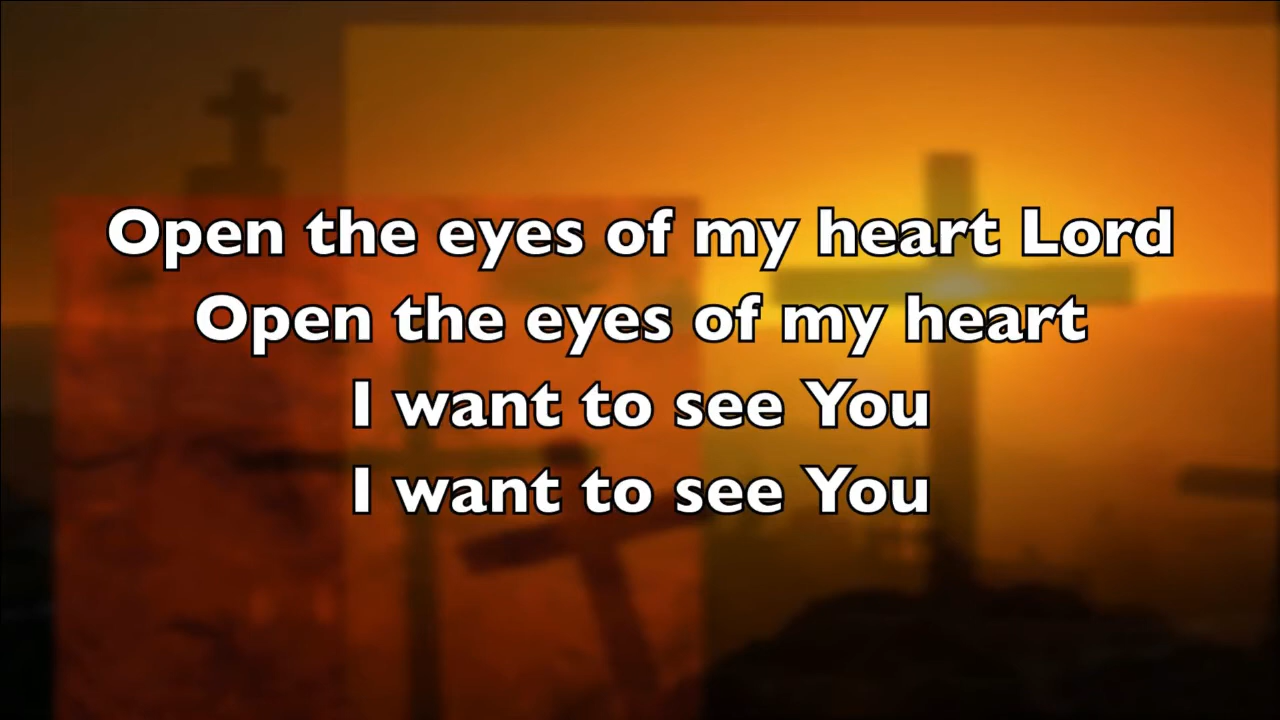 Open the eyes of my heart Lord
Open the eyes of my heart
I want to see You
I want to see You